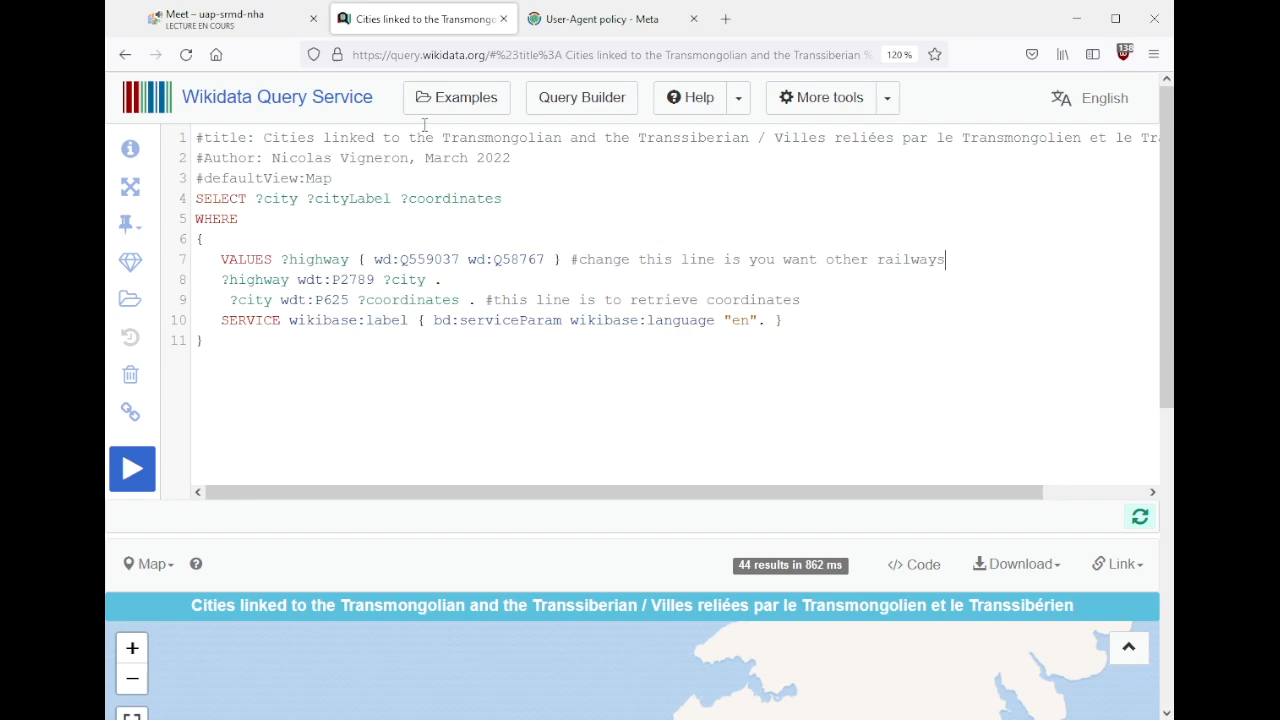 Meet – uap-srmd-nha
LECTURE EN COURS
Cities linked to the Transmongo
User-Agent policy - Meta
https://query.wikidata.org/#%23title%3A Cities linked to the Transmongolian and the Transsiberian %
120 %
138
Wikidata Query Service
Examples
Query Builder
Help
More tools
English
1 #title: Cities linked to the Transmongolian and the Transsiberian / Villes reliées par le Transmongolien et le Tra
2 #Author: Nicolas Vigneron, March 2022
3 #defaultView:Map
4 SELECT ?city ?cityLabel ?coordinates
5 WHERE
6 {
7 VALUES ?highway { wd:Q559037 wd:Q58767 } #change this line is you want other railways
8 ?highway wdt:P2789 ?city .
9 ?city wdt:P625 ?coordinates . #this line is to retrieve coordinates
10 SERVICE wikibase:label { bd:serviceParam wikibase:language "en". }
11 }
Map
44 results in 862 ms
</> Code
Download
Link
Cities linked to the Transmongolian and the Transsiberian / Villes reliées par le Transmongolien et le Transsibérien
+
−